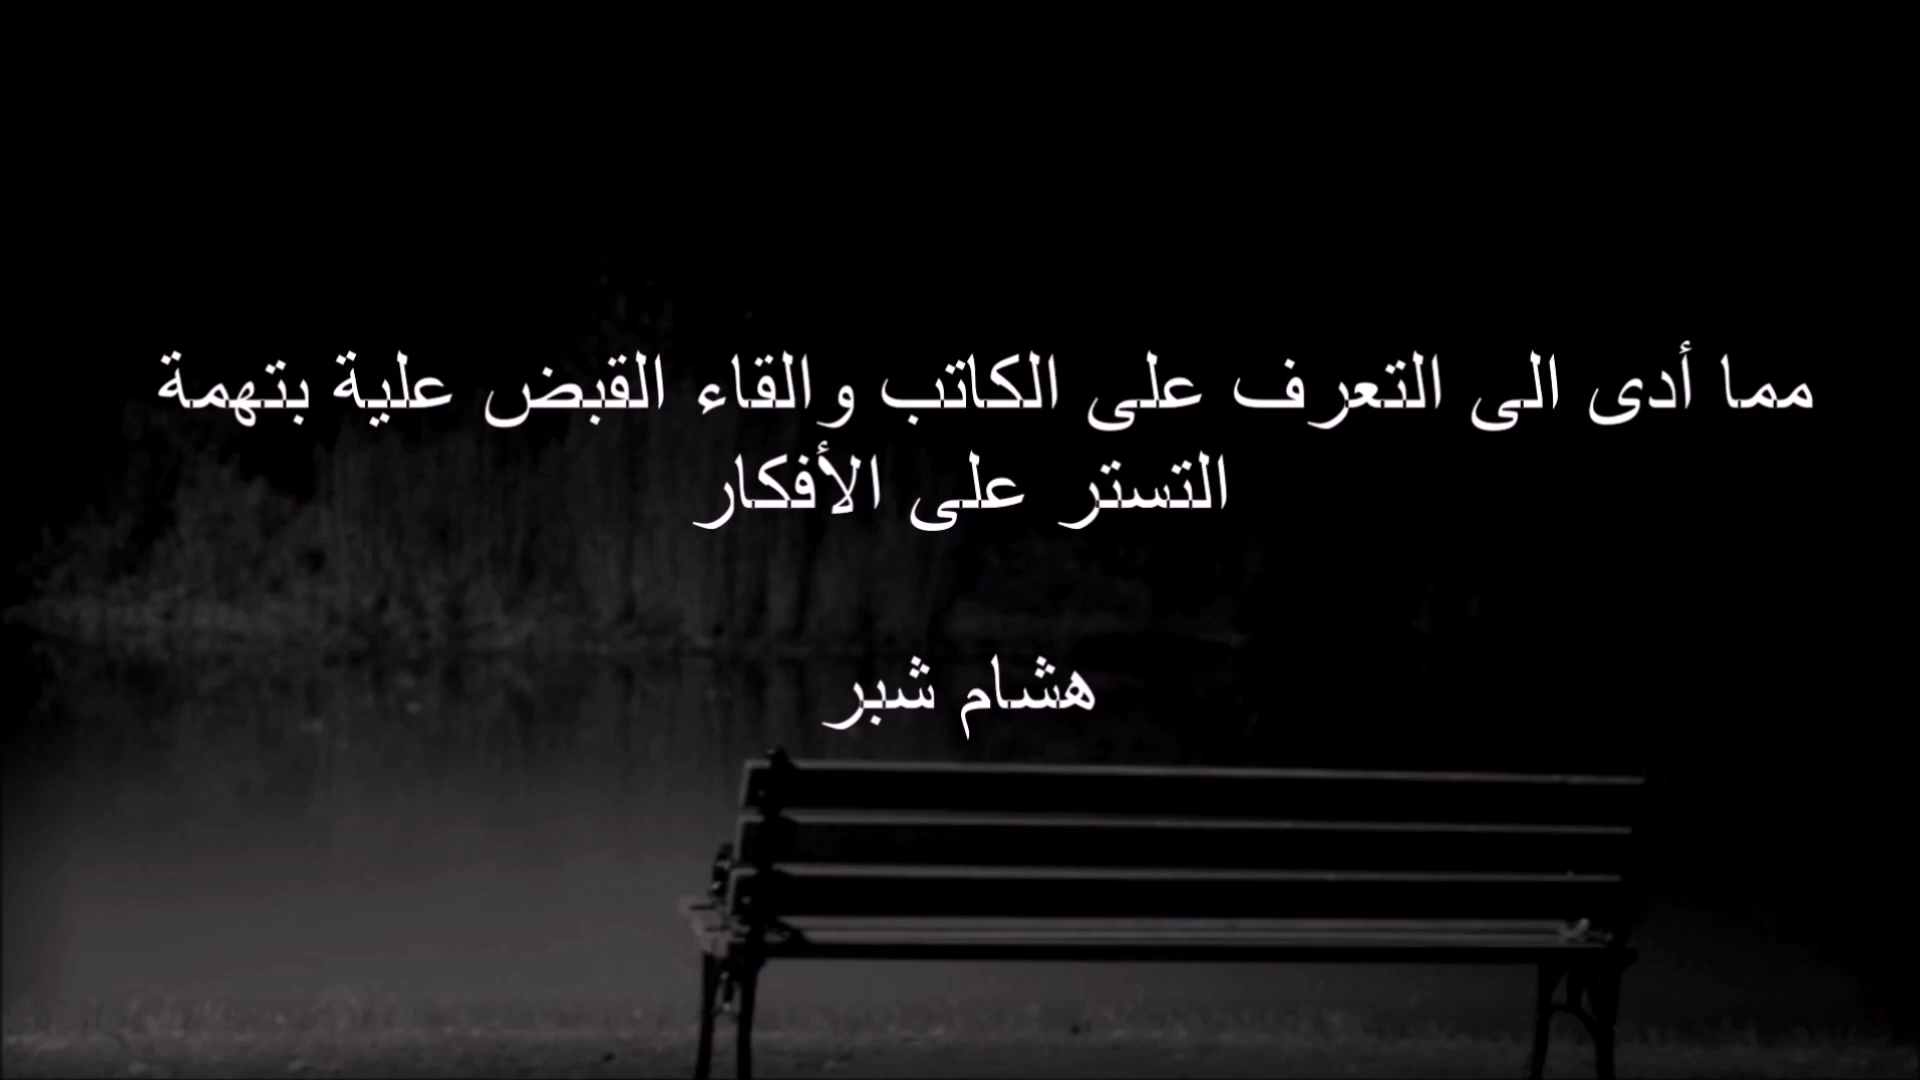 مما أدى الى التعرف على الكاتب والقاء القبض علية بتهمة
التستر على الأفكار
هشام شبر